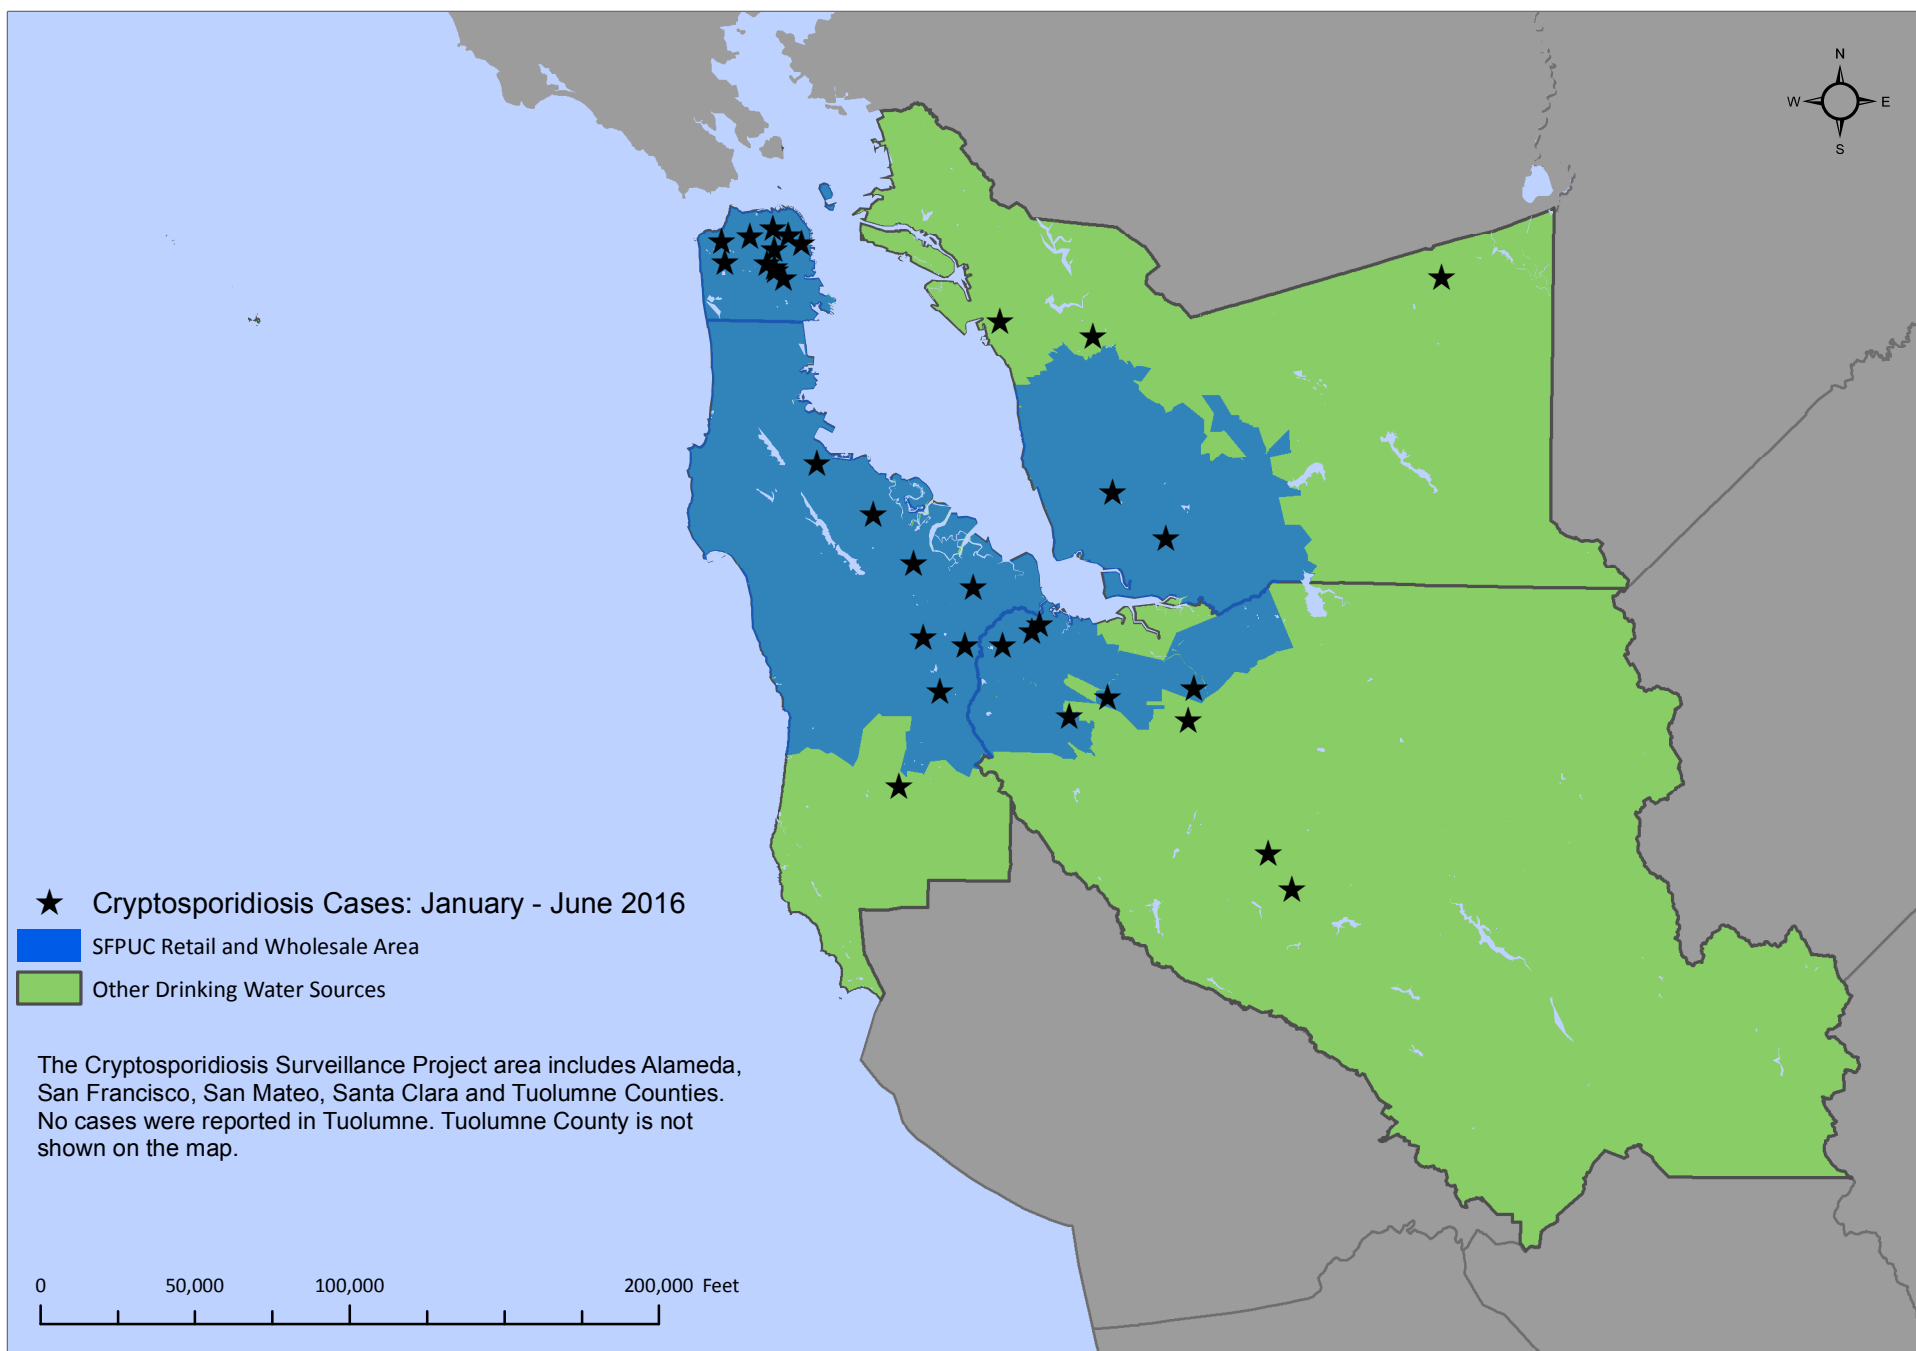 N
W E
S
Cryptosporidiosis Cases: January - June 2016
SFPUC Retail and Wholesale Area
Other Drinking Water Sources
The Cryptosporidiosis Surveillance Project area includes Alameda,
San Francisco, San Mateo, Santa Clara and Tuolumne Counties.
No cases were reported in Tuolumne. Tuolumne County is not
shown on the map.
0 50,000 100,000 200,000 Feet